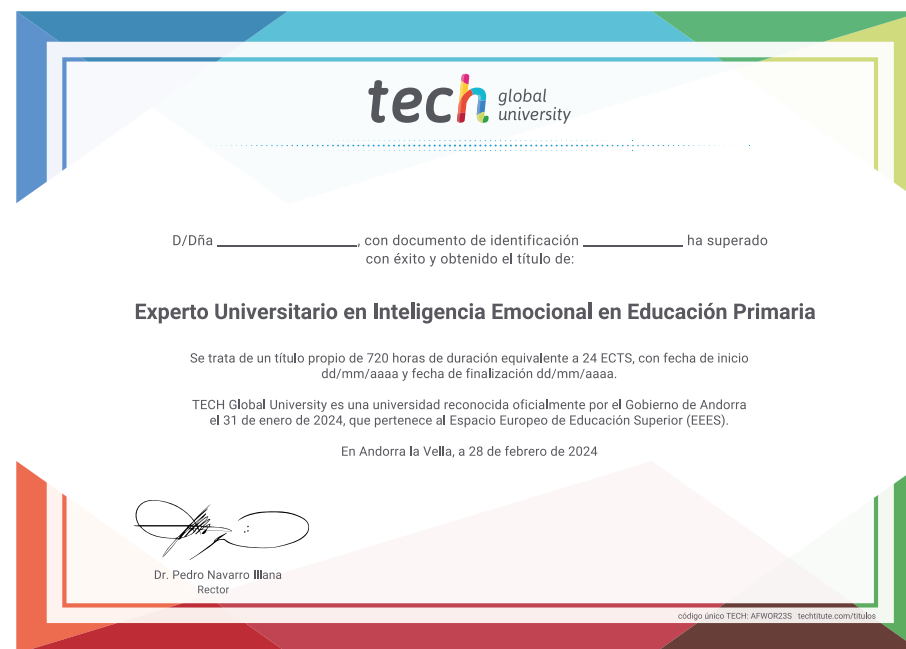 tech global university
D/Dña ____________________, con documento de identificación ______________ ha superado
con éxito y obtenido el título de:
Experto Universitario en Inteligencia Emocional en Educación Primaria
Se trata de un título propio de 720 horas de duración equivalente a 24 ECTS, con fecha de inicio
dd/mm/aaaa y fecha de finalización dd/mm/aaaa.
TECH Global University es una universidad reconocida oficialmente por el Gobierno de Andorra
el 31 de enero de 2024, que pertenece al Espacio Europeo de Educación Superior (EEES).
En Andorra la Vella, a 28 de febrero de 2024
Dr. Pedro Navarro Illana
Rector
código único TECH: AFWOR23S techtitute.com/titulos